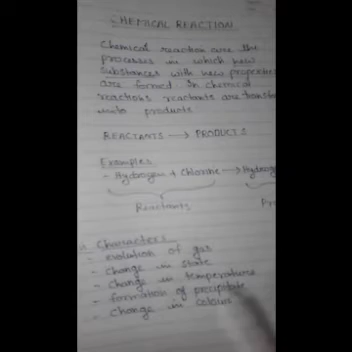 CHEMICAL REACTION
Chemical reaction are the
processes in which new
substances with new properties
are formed. In chemical
reactions reactants are transfo
into products.
REACTANTS → PRODUCTS
Examples
- Hydrogen + Chlorine → Hydrog
Reactants
Characters
- evolution of gas
- change in state
- change in temperature
- formation of precipitate
- change in colour